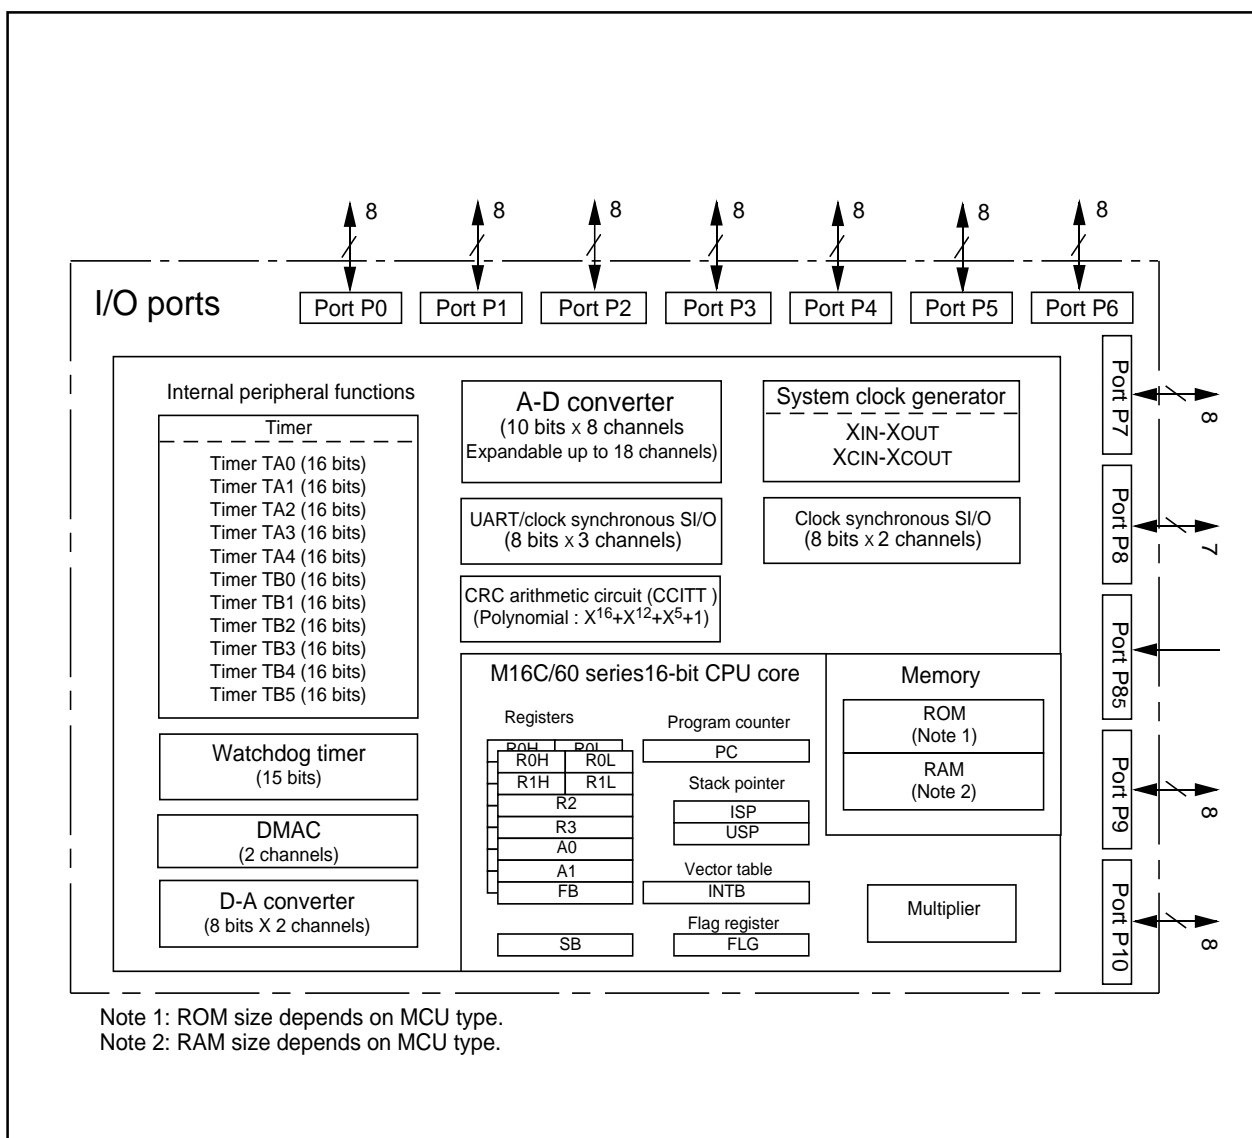 8 8 8 8 8 8 8
I/O ports
Port P0 Port P1 Port P2 Port P3 Port P4 Port P5 Port P6
Port P7
8
Port P8
7
Port P85
Port P9
8
Port P10
8
Internal peripheral functions
Timer
Timer TA0 (16 bits)
Timer TA1 (16 bits)
Timer TA2 (16 bits)
Timer TA3 (16 bits)
Timer TA4 (16 bits)
Timer TB0 (16 bits)
Timer TB1 (16 bits)
Timer TB2 (16 bits)
Timer TB3 (16 bits)
Timer TB4 (16 bits)
Timer TB5 (16 bits)
Watchdog timer
(15 bits)
DMAC
(2 channels)
D-A converter
(8 bits X 2 channels)
A-D converter
(10 bits x 8 channels
Expandable up to 18 channels)
UART/clock synchronous SI/O
(8 bits x 3 channels)
CRC arithmetic circuit (CCITT )
(Polynomial : X16+X12+X5+1)
System clock generator
XIN-XOUT
XCIN-XCOUT
Clock synchronous SI/O
(8 bits x 2 channels)
M16C/60 series16-bit CPU core
Registers
R0H R0L
R0H R0L
R1H R1L
R2
R3
A0
A1
FB
SB
Program counter
PC
Stack pointer
ISP
USP
Vector table
INTB
Flag register
FLG
Memory
ROM
(Note 1)
RAM
(Note 2)
Multiplier
Note 1: ROM size depends on MCU type.
Note 2: RAM size depends on MCU type.